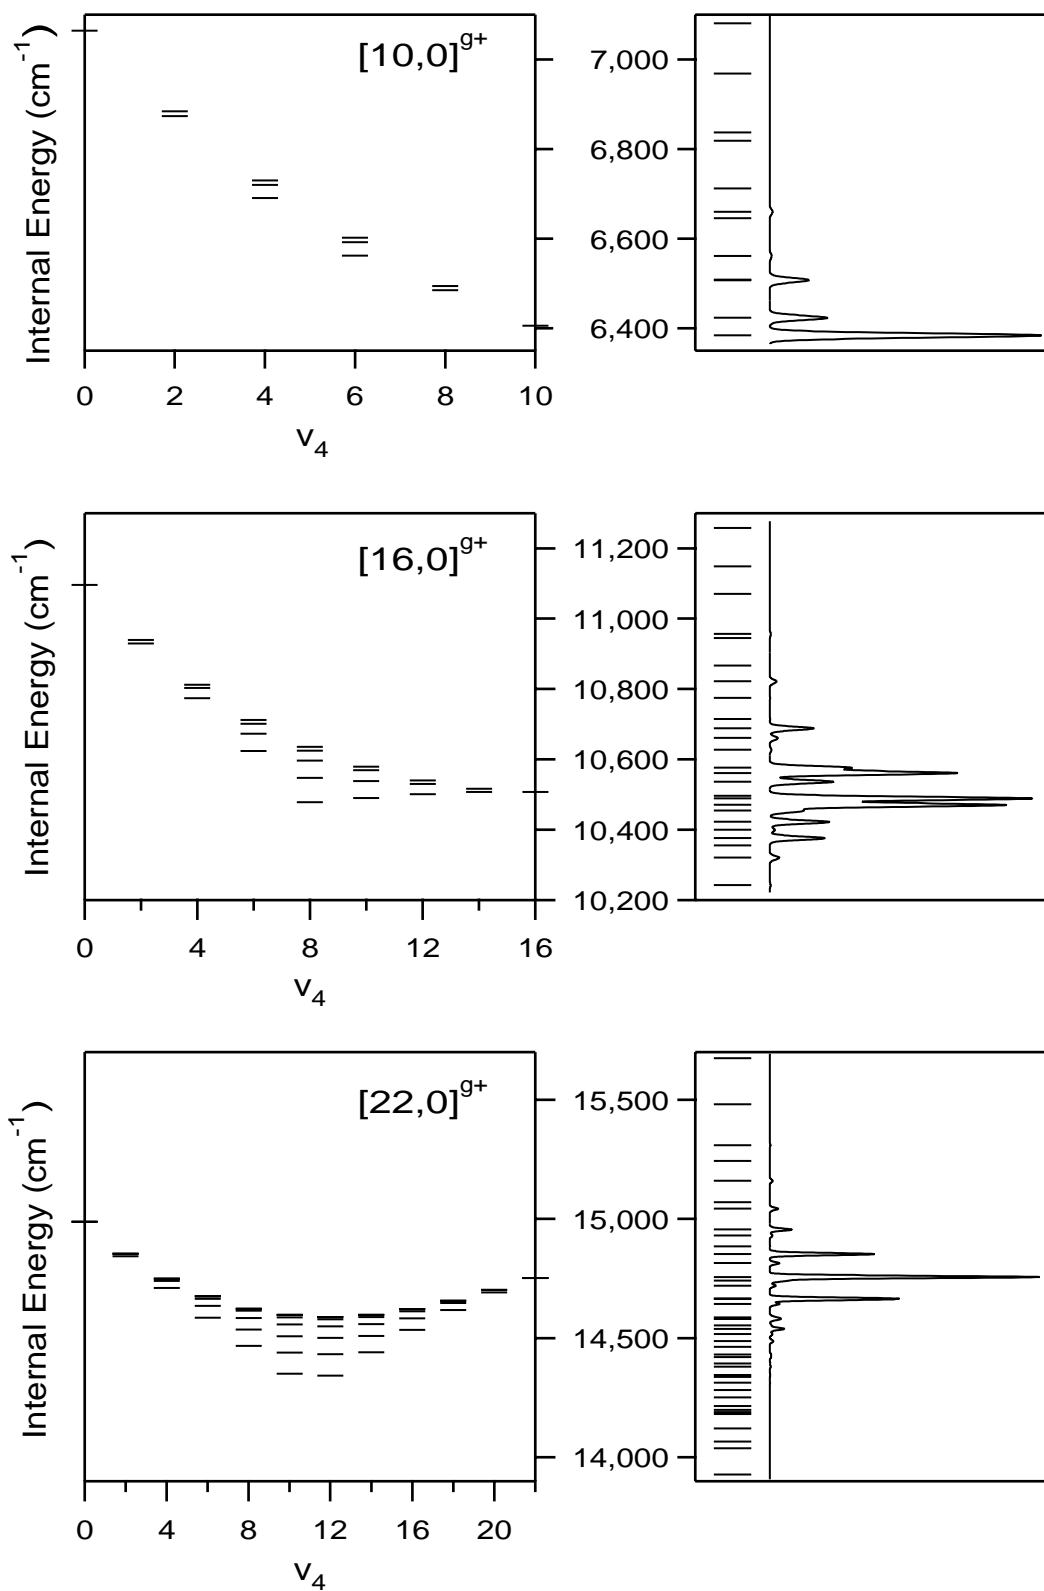 Internal Energy (cm-1)
[10,0]g+
7,000
6,800
6,600
6,400
0 2 4 6 8 10
v4
Internal Energy (cm-1)
[16,0]g+
11,200
11,000
10,800
10,600
10,400
10,200
0 4 8 12 16
v4
Internal Energy (cm-1)
[22,0]g+
15,500
15,000
14,500
14,000
0 4 8 12 16 20
v4